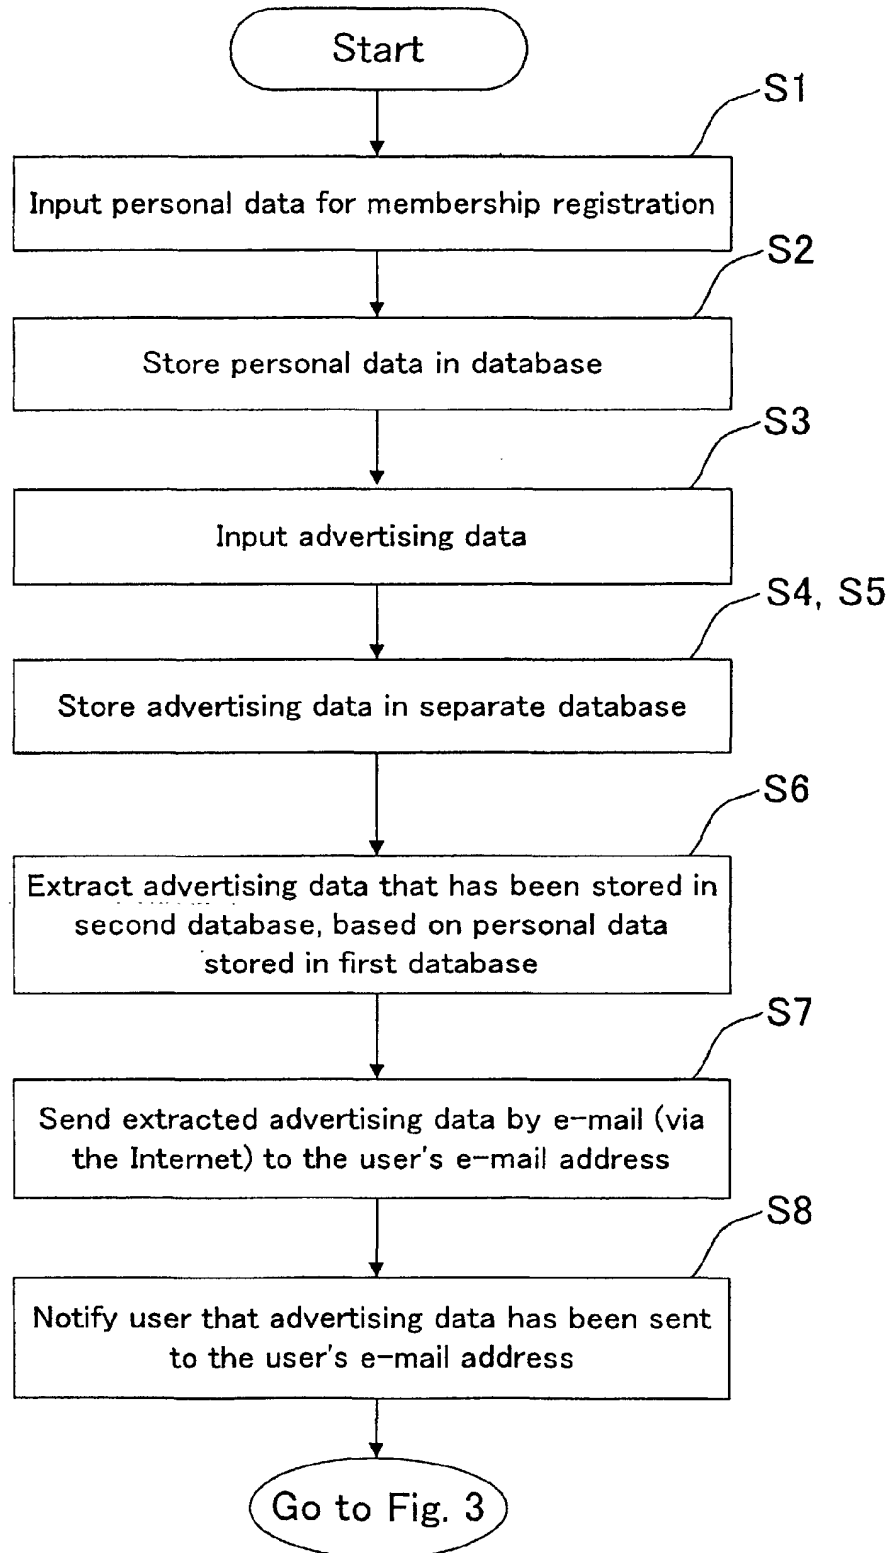 Start
S1
Input personal data for membership registration
S2
Store personal data in database
S3
Input advertising data
S4, S5
Store advertising data in separate database
S6
Extract advertising data that has been stored in
second database, based on personal data
stored in first database
S7
Send extracted advertising data by e-mail (via
the Internet) to the user's e-mail address
S8
Notify user that advertising data has been sent
to the user's e-mail address
Go to Fig. 3